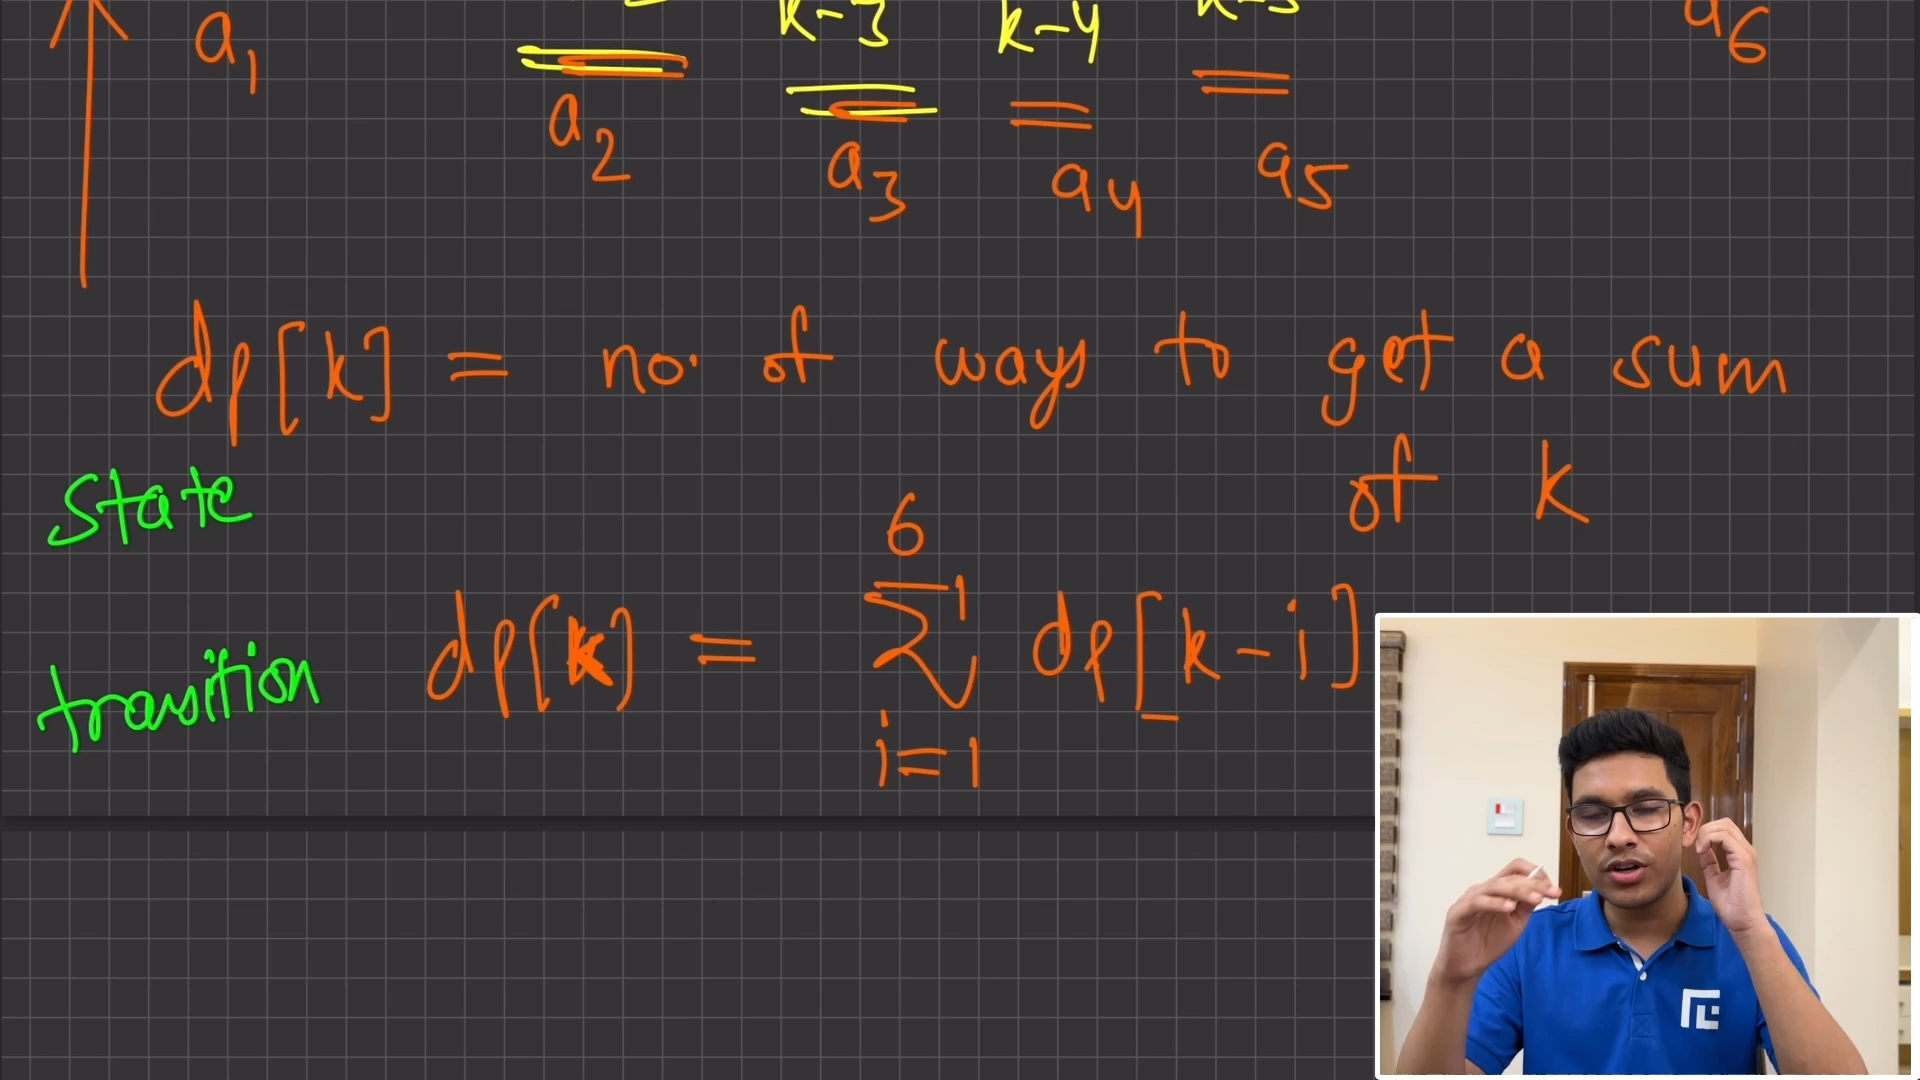 k-3 k-4 k-5
a1 a2 a3 a4 a5 a6
dp[k] = no. of ways to get a sum
of k
State
transition dp[k] = 6 ∑ i=1 dp[k-i]